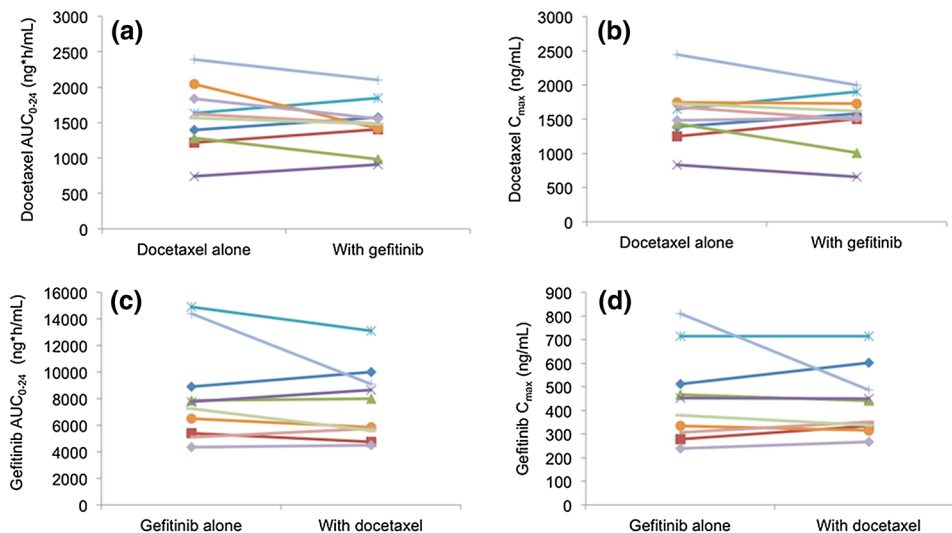 (a)
Docetaxel AUC0-24 (ng*h/mL)
3000
2500
2000
1500
1000
500
0
Docetaxel alone
With gefitinib
(b)
Docetaxel Cmax (ng/mL)
3000
2500
2000
1500
1000
500
0
Docetaxel alone
With gefitinib
(c)
Gefitinib AUC0-24 (ng*h/mL)
16000
14000
12000
10000
8000
6000
4000
2000
0
Gefitinib alone
With docetaxel
(d)
Gefitinib Cmax (ng/mL)
900
800
700
600
500
400
300
200
100
0
Gefitinib alone
With docetaxel